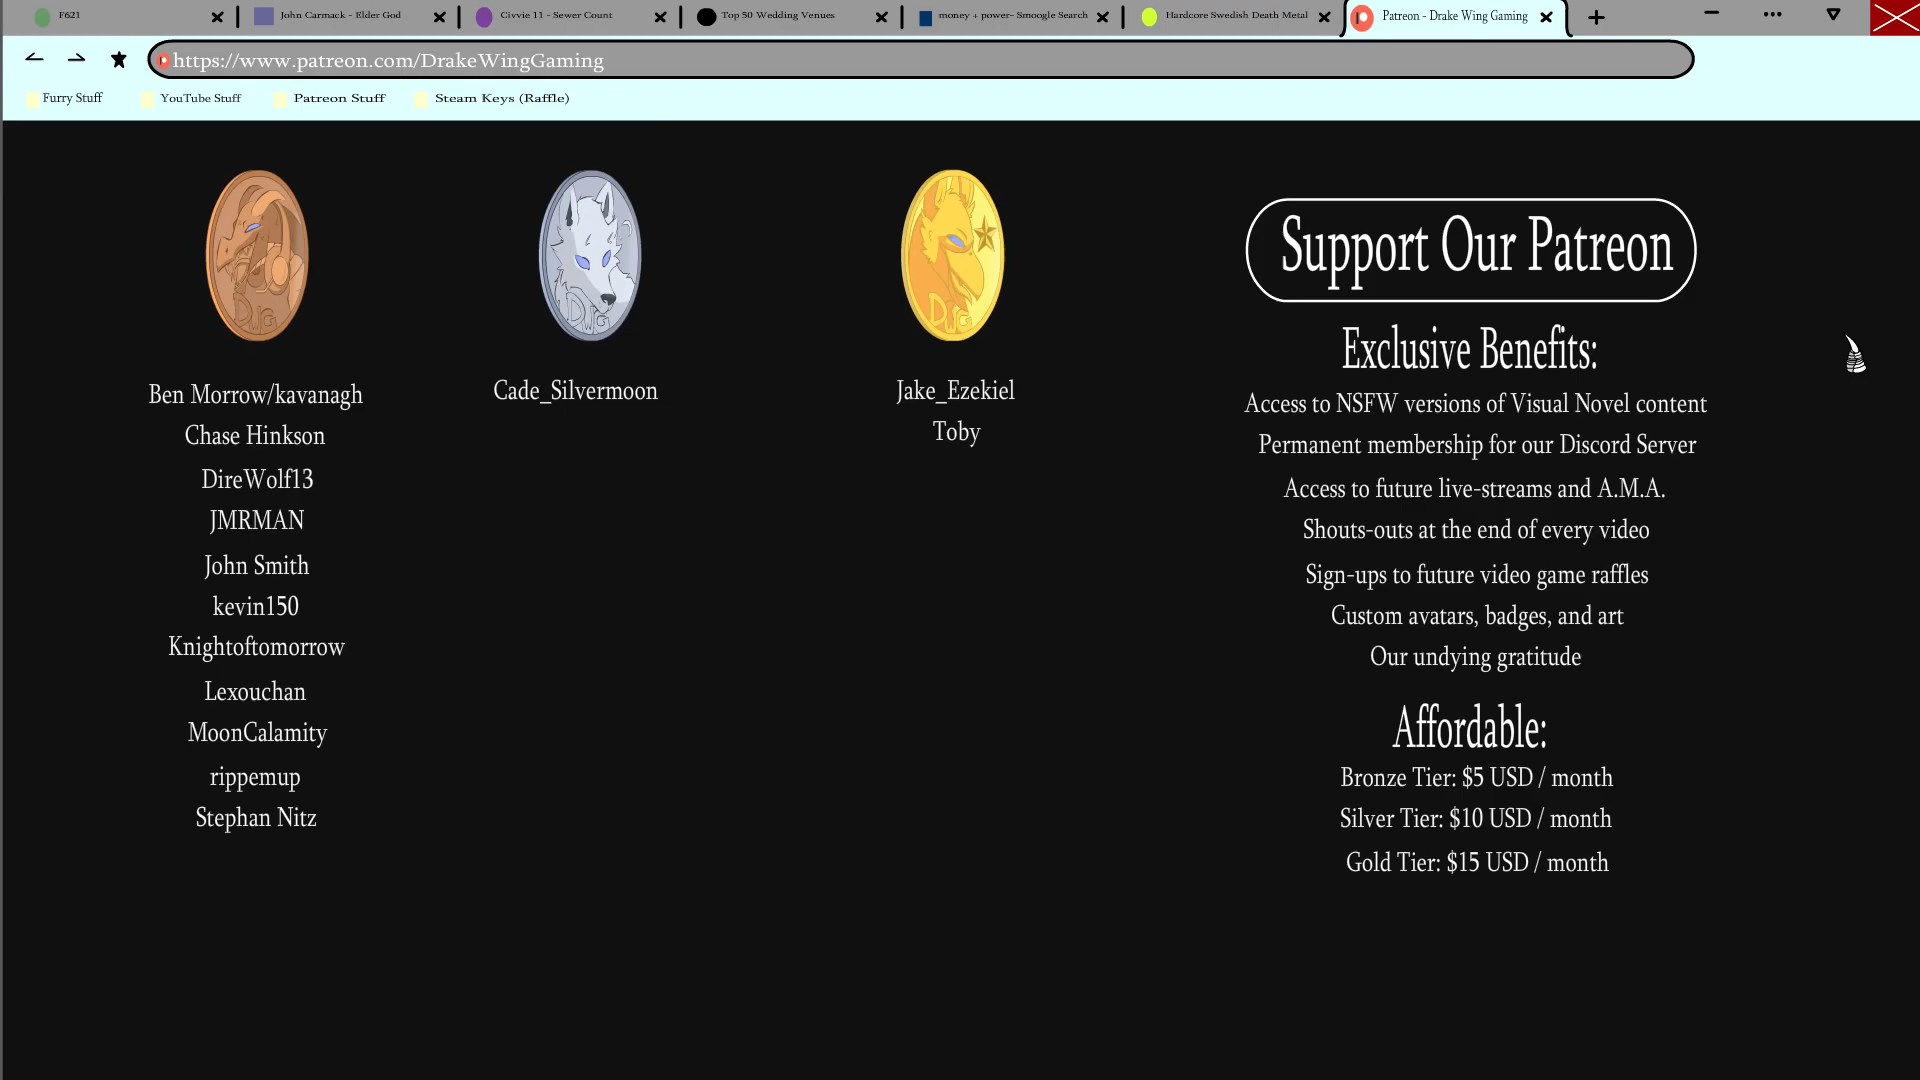 F621
John Carmack - Elder God
Civvie 11 - Sewer Count
Top 50 Wedding Venues
money + power- Smoogle Search
Hardcore Swedish Death Metal
Patreon - Drake Wing Gaming
https://www.patreon.com/DrakeWingGaming
Furry Stuff
YouTube Stuff
Patreon Stuff
Steam Keys (Raffle)
DWG
DWG
DWG
Ben Morrow/kavanagh
Chase Hinkson
DireWolf13
JMRMAN
John Smith
kevin150
Knightoftomorrow
Lexouchan
MoonCalamity
rippemup
Stephan Nitz
Cade_Silvermoon
Jake_Ezekiel
Toby
Support Our Patreon
Exclusive Benefits:
Access to NSFW versions of Visual Novel content
Permanent membership for our Discord Server
Access to future live-streams and A.M.A.
Shouts-outs at the end of every video
Sign-ups to future video game raffles
Custom avatars, badges, and art
Our undying gratitude
Affordable:
Bronze Tier: $5 USD / month
Silver Tier: $10 USD / month
Gold Tier: $15 USD / month